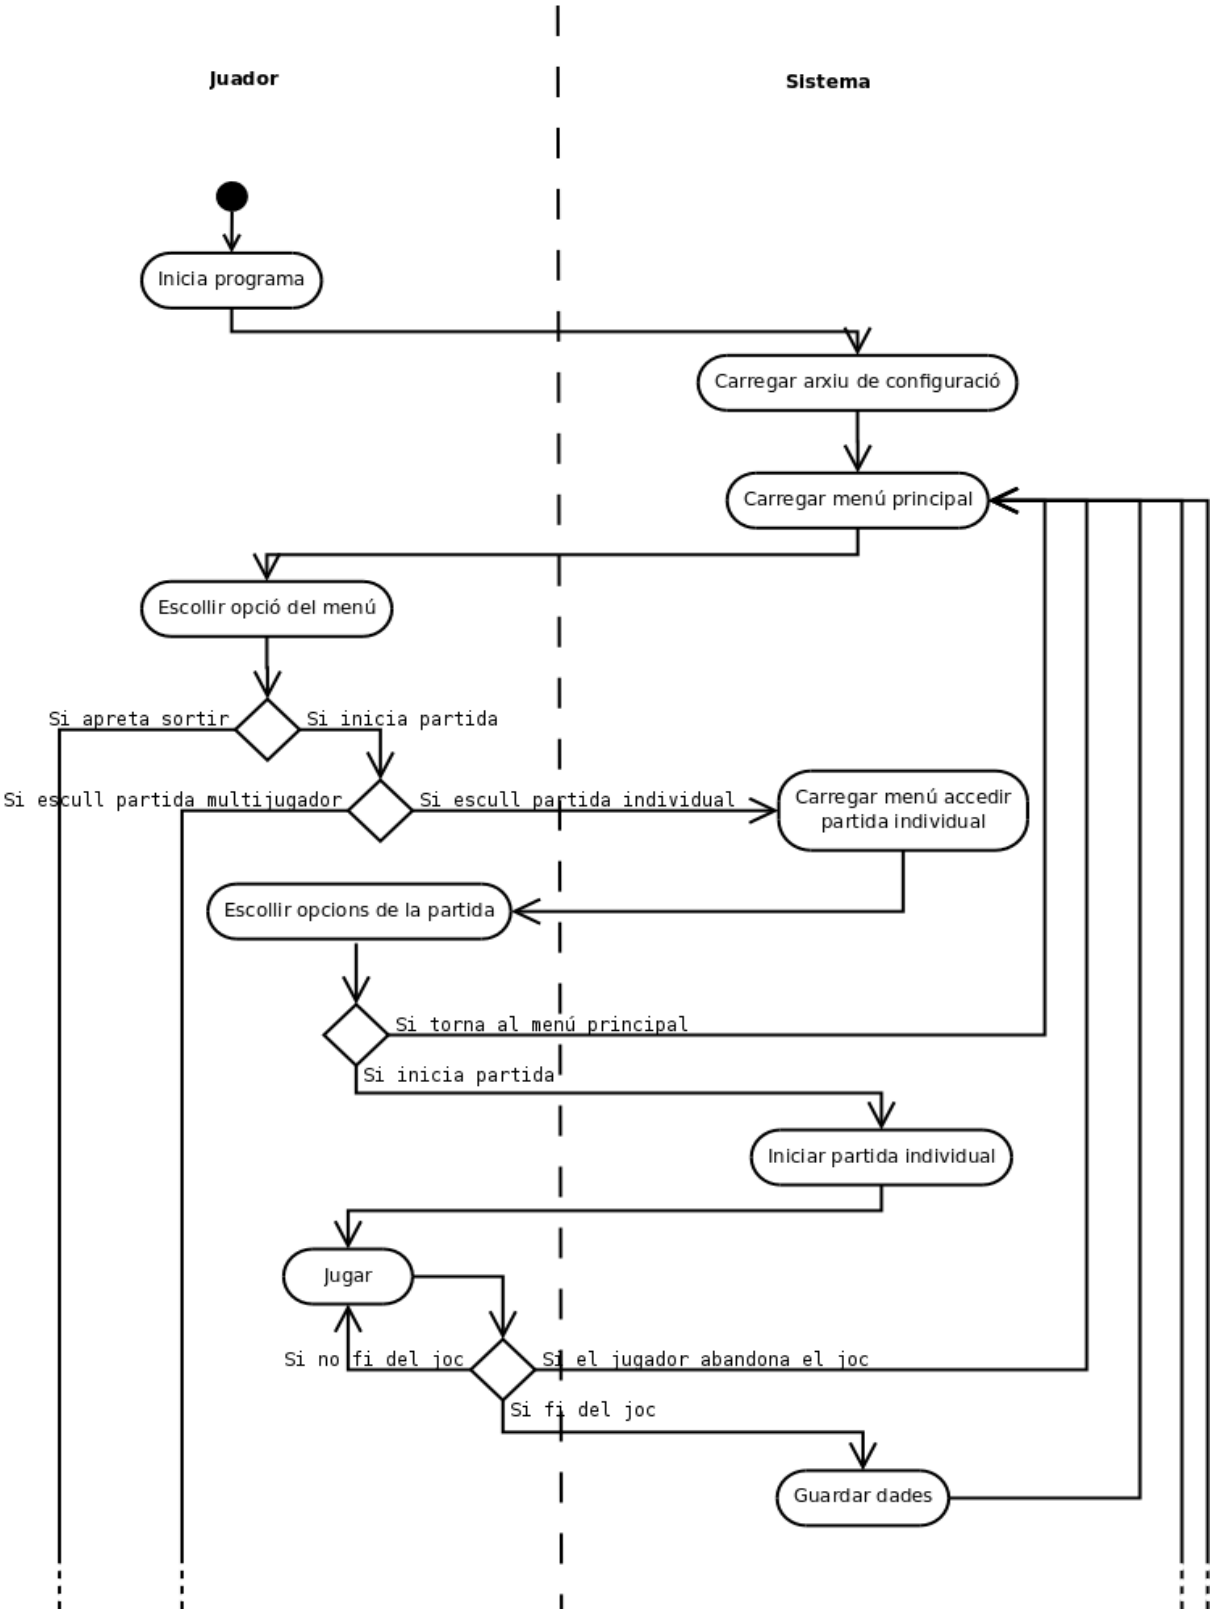 Juador
Sistema
Inicia programa
Carregar arxiu de configuració
Carregar menú principal
Escollir opció del menú
Si apreta sortir
Si inicia partida
Si escull partida multijugador
Si escull partida individual
Carregar menú accedir
partida individual
Escollir opcions de la partida
Si torna al menú principal
Si inicia partida
Iniciar partida individual
Jugar
Si no fi del joc
Si el jugador abandona el joc
Si fi del joc
Guardar dades